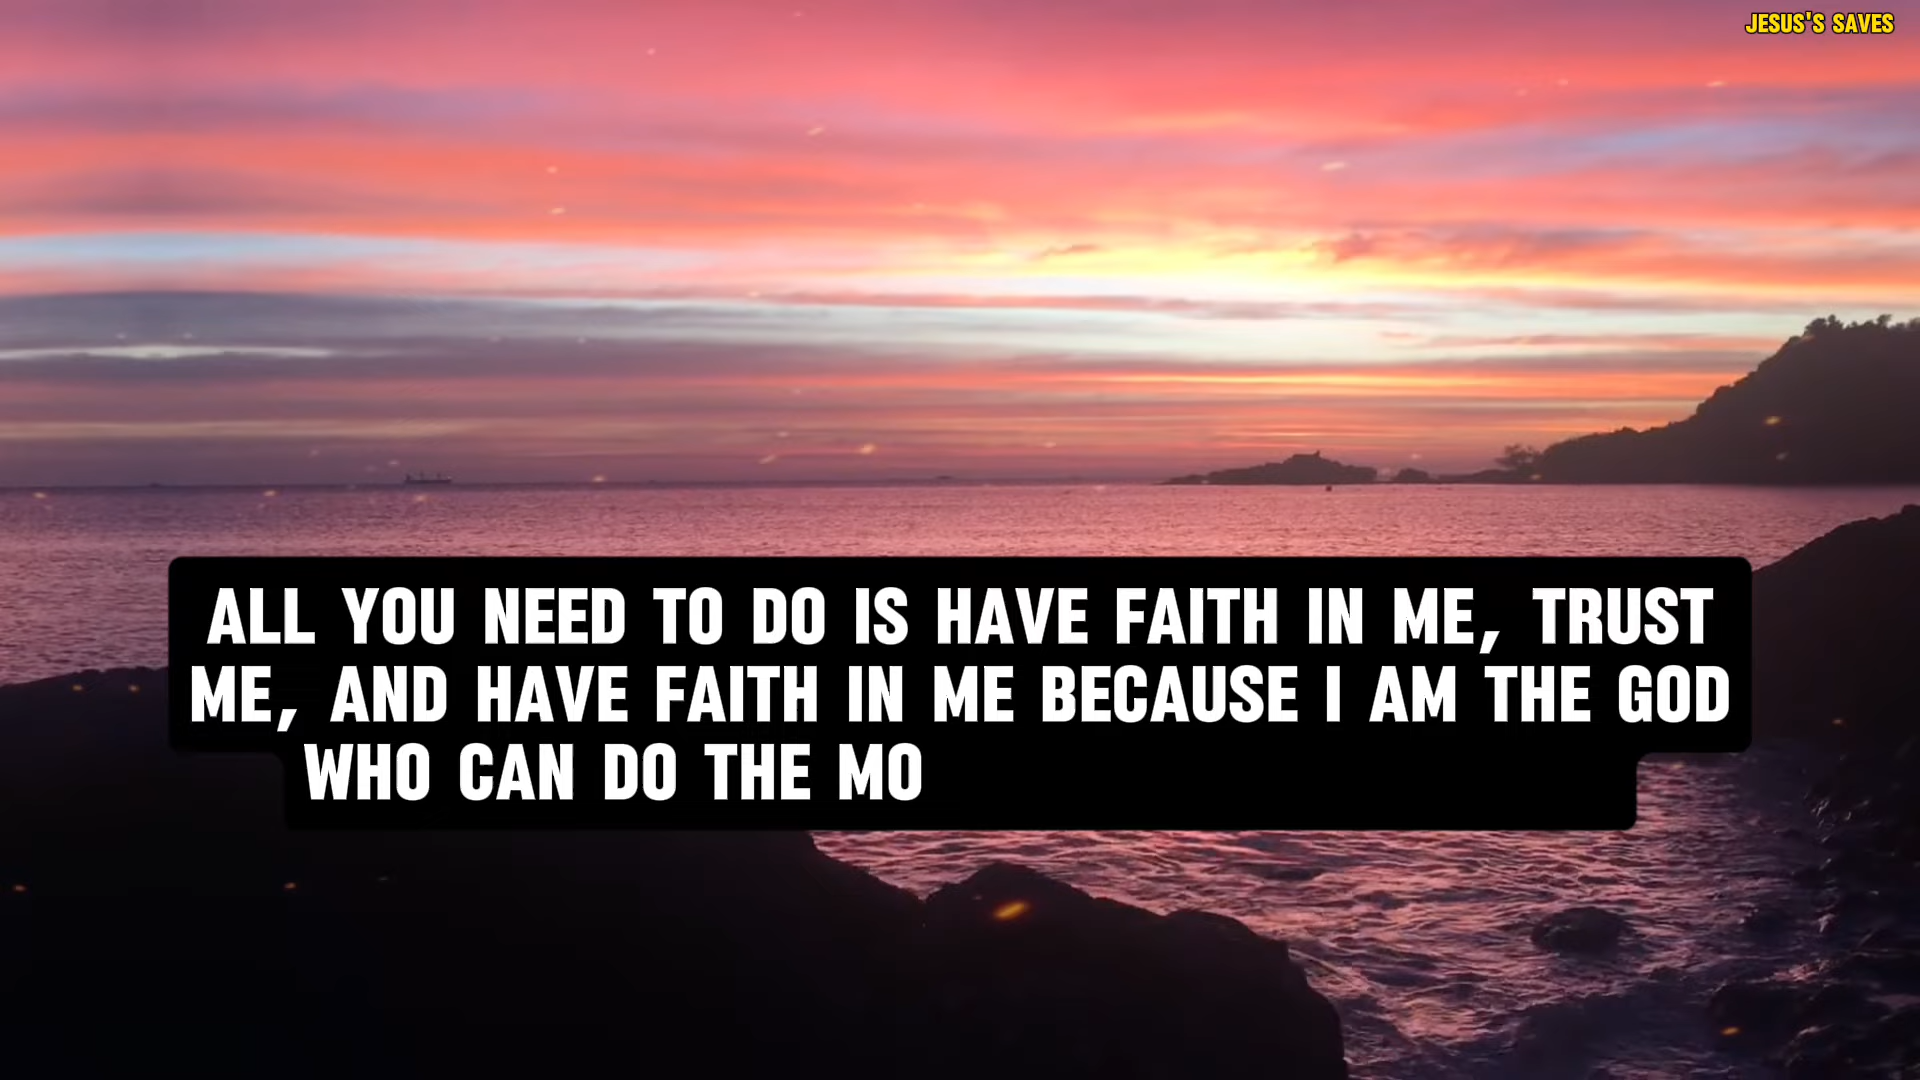 JESUS'S SAVES
ALL YOU NEED TO DO IS HAVE FAITH IN ME, TRUST
ME, AND HAVE FAITH IN ME BECAUSE I AM THE GOD
WHO CAN DO THE MO